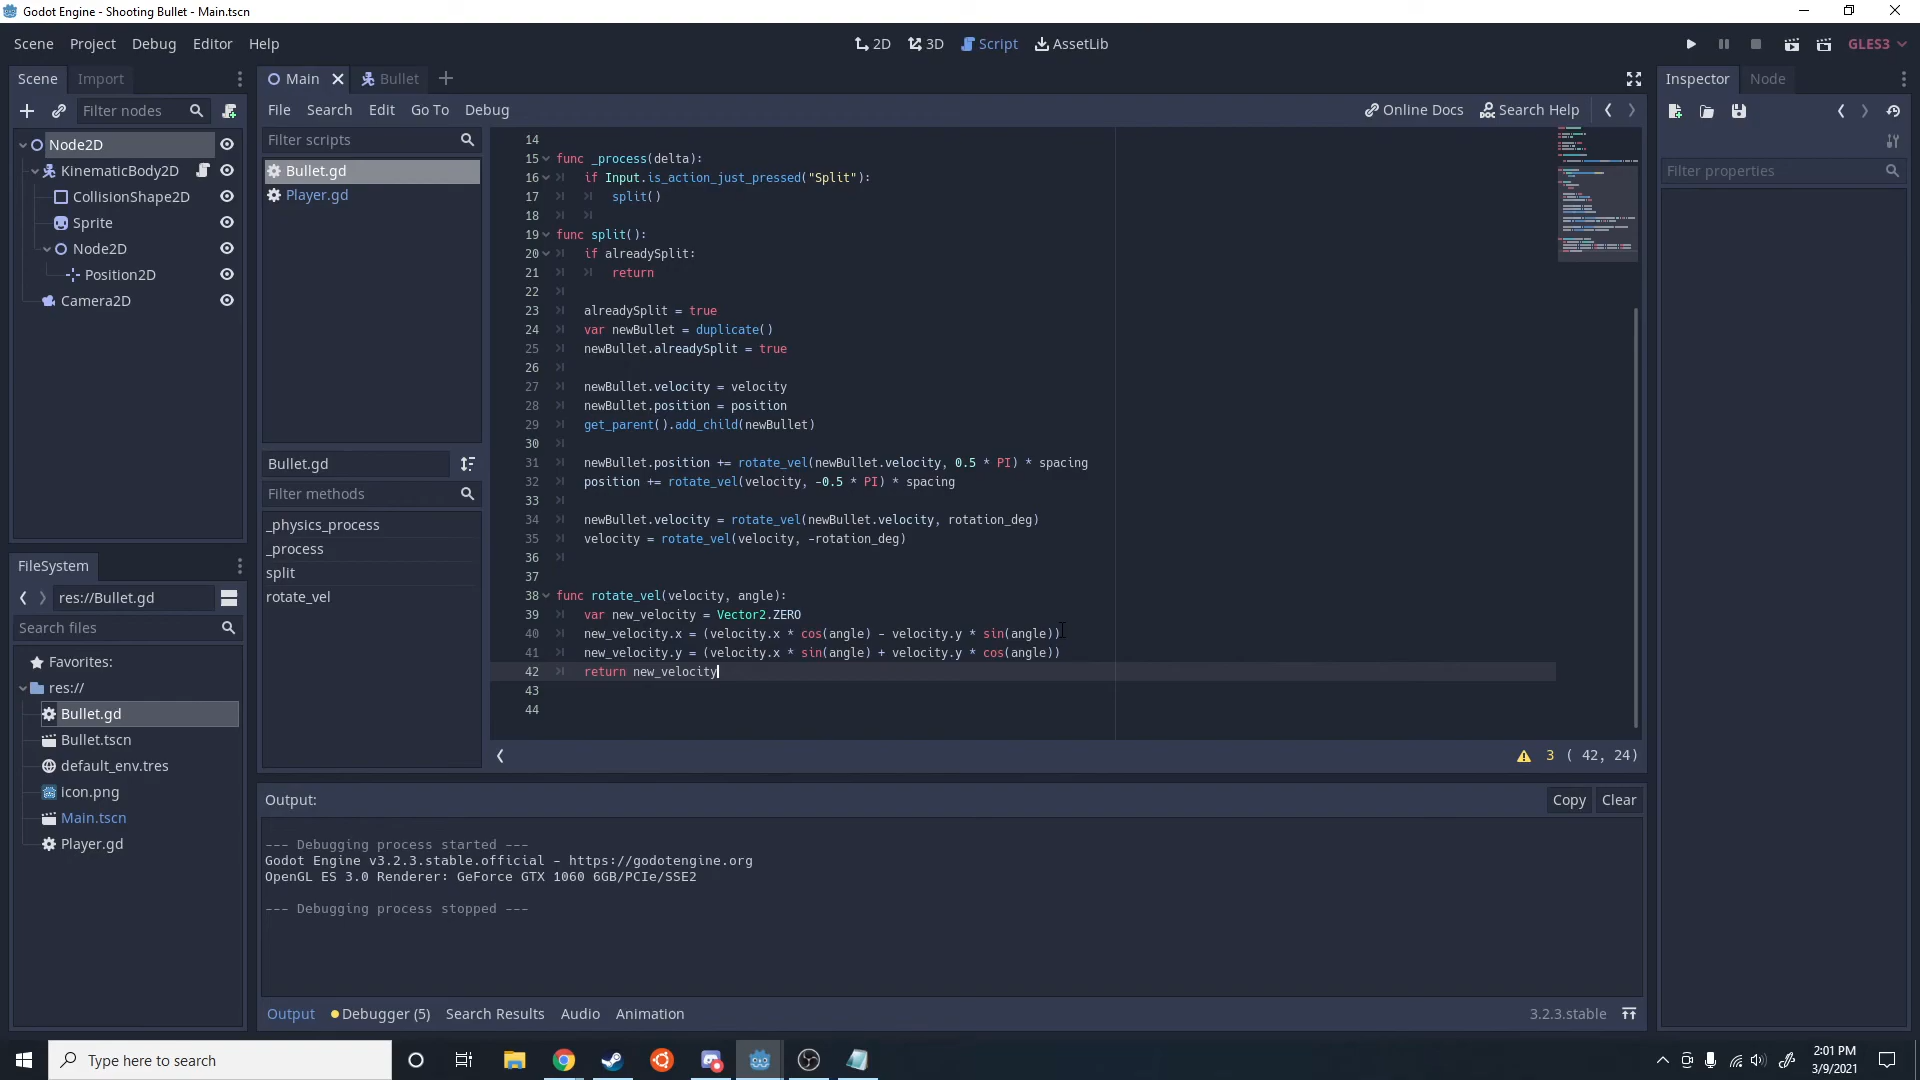 Godot Engine - Shooting Bullet - Main.tscn
Scene Project Debug Editor Help
2D 3D Script AssetLib
GLES3
Scene Import
Filter nodes
Node2D
KinematicBody2D
CollisionShape2D
Sprite
Node2D
Position2D
Camera2D
FileSystem
res://Bullet.gd
Search files
Favorites:
res://
Bullet.gd
Bullet.tscn
default_env.tres
icon.png
Main.tscn
Player.gd
Main Bullet
File Search Edit Go To Debug
Online Docs Search Help
Filter scripts
Bullet.gd
Player.gd
Bullet.gd
Filter methods
_physics_process
_process
split
rotate_vel
14
15 func _process(delta):
16 if Input.is_action_just_pressed("Split"):
17 split()
18
19 func split():
20 if alreadySplit:
21 return
22
23 alreadySplit = true
24 var newBullet = duplicate()
25 newBullet.alreadySplit = true
26
27 newBullet.velocity = velocity
28 newBullet.position = position
29 get_parent().add_child(newBullet)
30
31 newBullet.position += rotate_vel(newBullet.velocity, 0.5 * PI) * spacing
32 position += rotate_vel(velocity, -0.5 * PI) * spacing
33
34 newBullet.velocity = rotate_vel(newBullet.velocity, rotation_deg)
35 velocity = rotate_vel(velocity, -rotation_deg)
36
37
38 func rotate_vel(velocity, angle):
39 var new_velocity = Vector2.ZERO
40 new_velocity.x = (velocity.x * cos(angle) - velocity.y * sin(angle))
41 new_velocity.y = (velocity.x * sin(angle) + velocity.y * cos(angle))
42 return new_velocity
43
44
3 ( 42, 24)
Output:
Copy Clear
--- Debugging process started ---
Godot Engine v3.2.3.stable.official - https://godotengine.org
OpenGL ES 3.0 Renderer: GeForce GTX 1060 6GB/PCIe/SSE2
--- Debugging process stopped ---
Output Debugger (5) Search Results Audio Animation
3.2.3.stable
Inspector Node
Filter properties
Type here to search
2:01 PM
3/9/2021